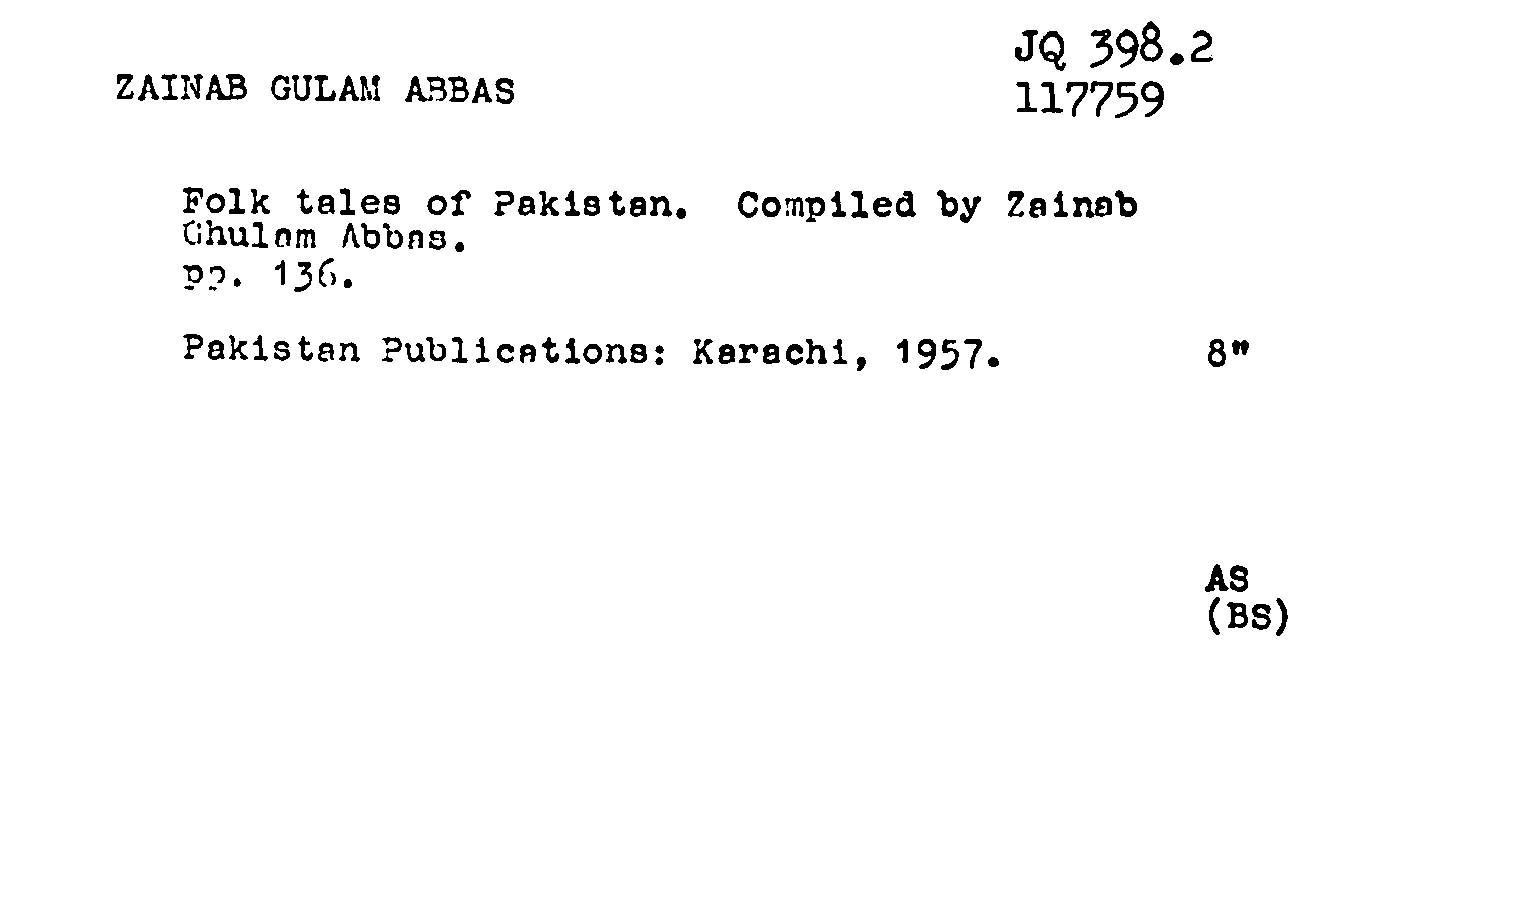 JQ 398.2
ZAINAB GULAM ABBAS
117759
Folk tales of Pakistan. Compiled by Zainab
Ghulam Abbas.
pp. 136.
Pakistan Publications: Karachi, 1957. 8"
AS
(BS)